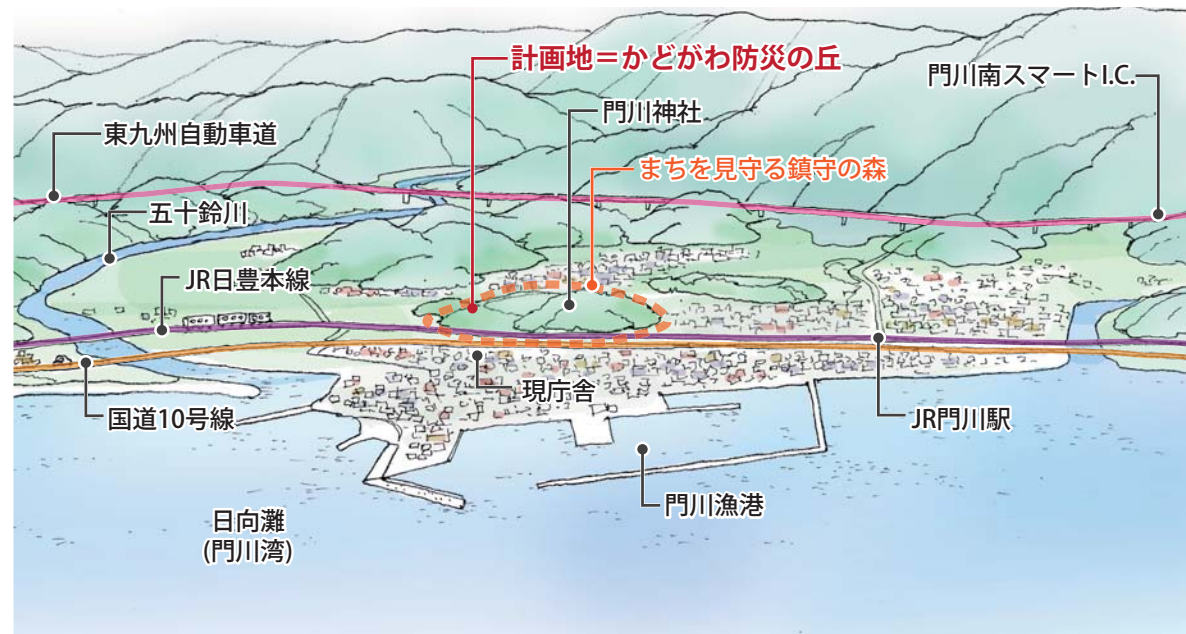 計画地＝かどがわ防災の丘
門川南スマートI.C.
門川神社
東九州自動車道
まちを見守る鎮守の森
五十鈴川
JR日豊本線
現庁舎
国道10号線
JR門川駅
門川漁港
日向灘
(門川湾)